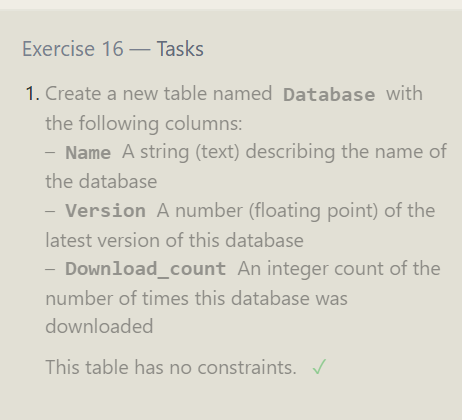 Exercise 16 — Tasks
1. Create a new table named Database with
the following columns:
– Name A string (text) describing the name of
the database
– Version A number (floating point) of the
latest version of this database
– Download_count An integer count of the
number of times this database was
downloaded
This table has no constraints. ✓